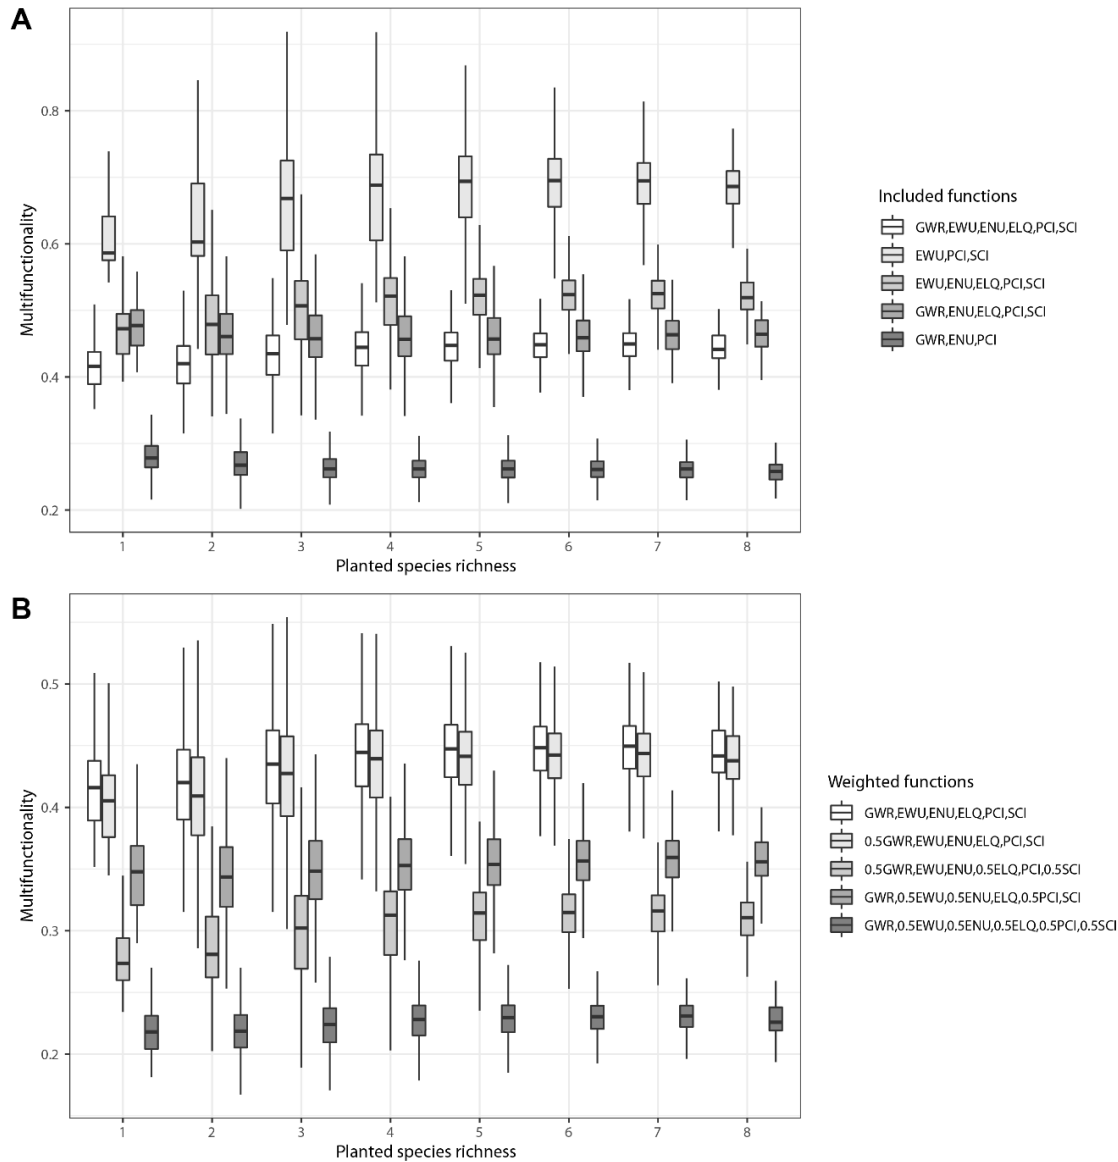 A
0.8
0.6
0.4
0.2
Multifunctionality
1 2 3 4 5 6 7 8
Planted species richness
Included functions
GWR,EWU,ENU,ELQ,PCI,SCI
EWU,PCI,SCI
EWU,ENU,ELQ,PCI,SCI
GWR,ENU,ELQ,PCI,SCI
GWR,ENU,PCI
B
0.5
0.4
0.3
0.2
Multifunctionality
1 2 3 4 5 6 7 8
Planted species richness
Weighted functions
GWR,EWU,ENU,ELQ,PCI,SCI
0.5GWR,EWU,ENU,ELQ,PCI,SCI
0.5GWR,EWU,ENU,0.5ELQ,PCI,0.5SCI
GWR,0.5EWU,0.5ENU,ELQ,0.5PCI,SCI
GWR,0.5EWU,0.5ENU,0.5ELQ,0.5PCI,0.5SCI